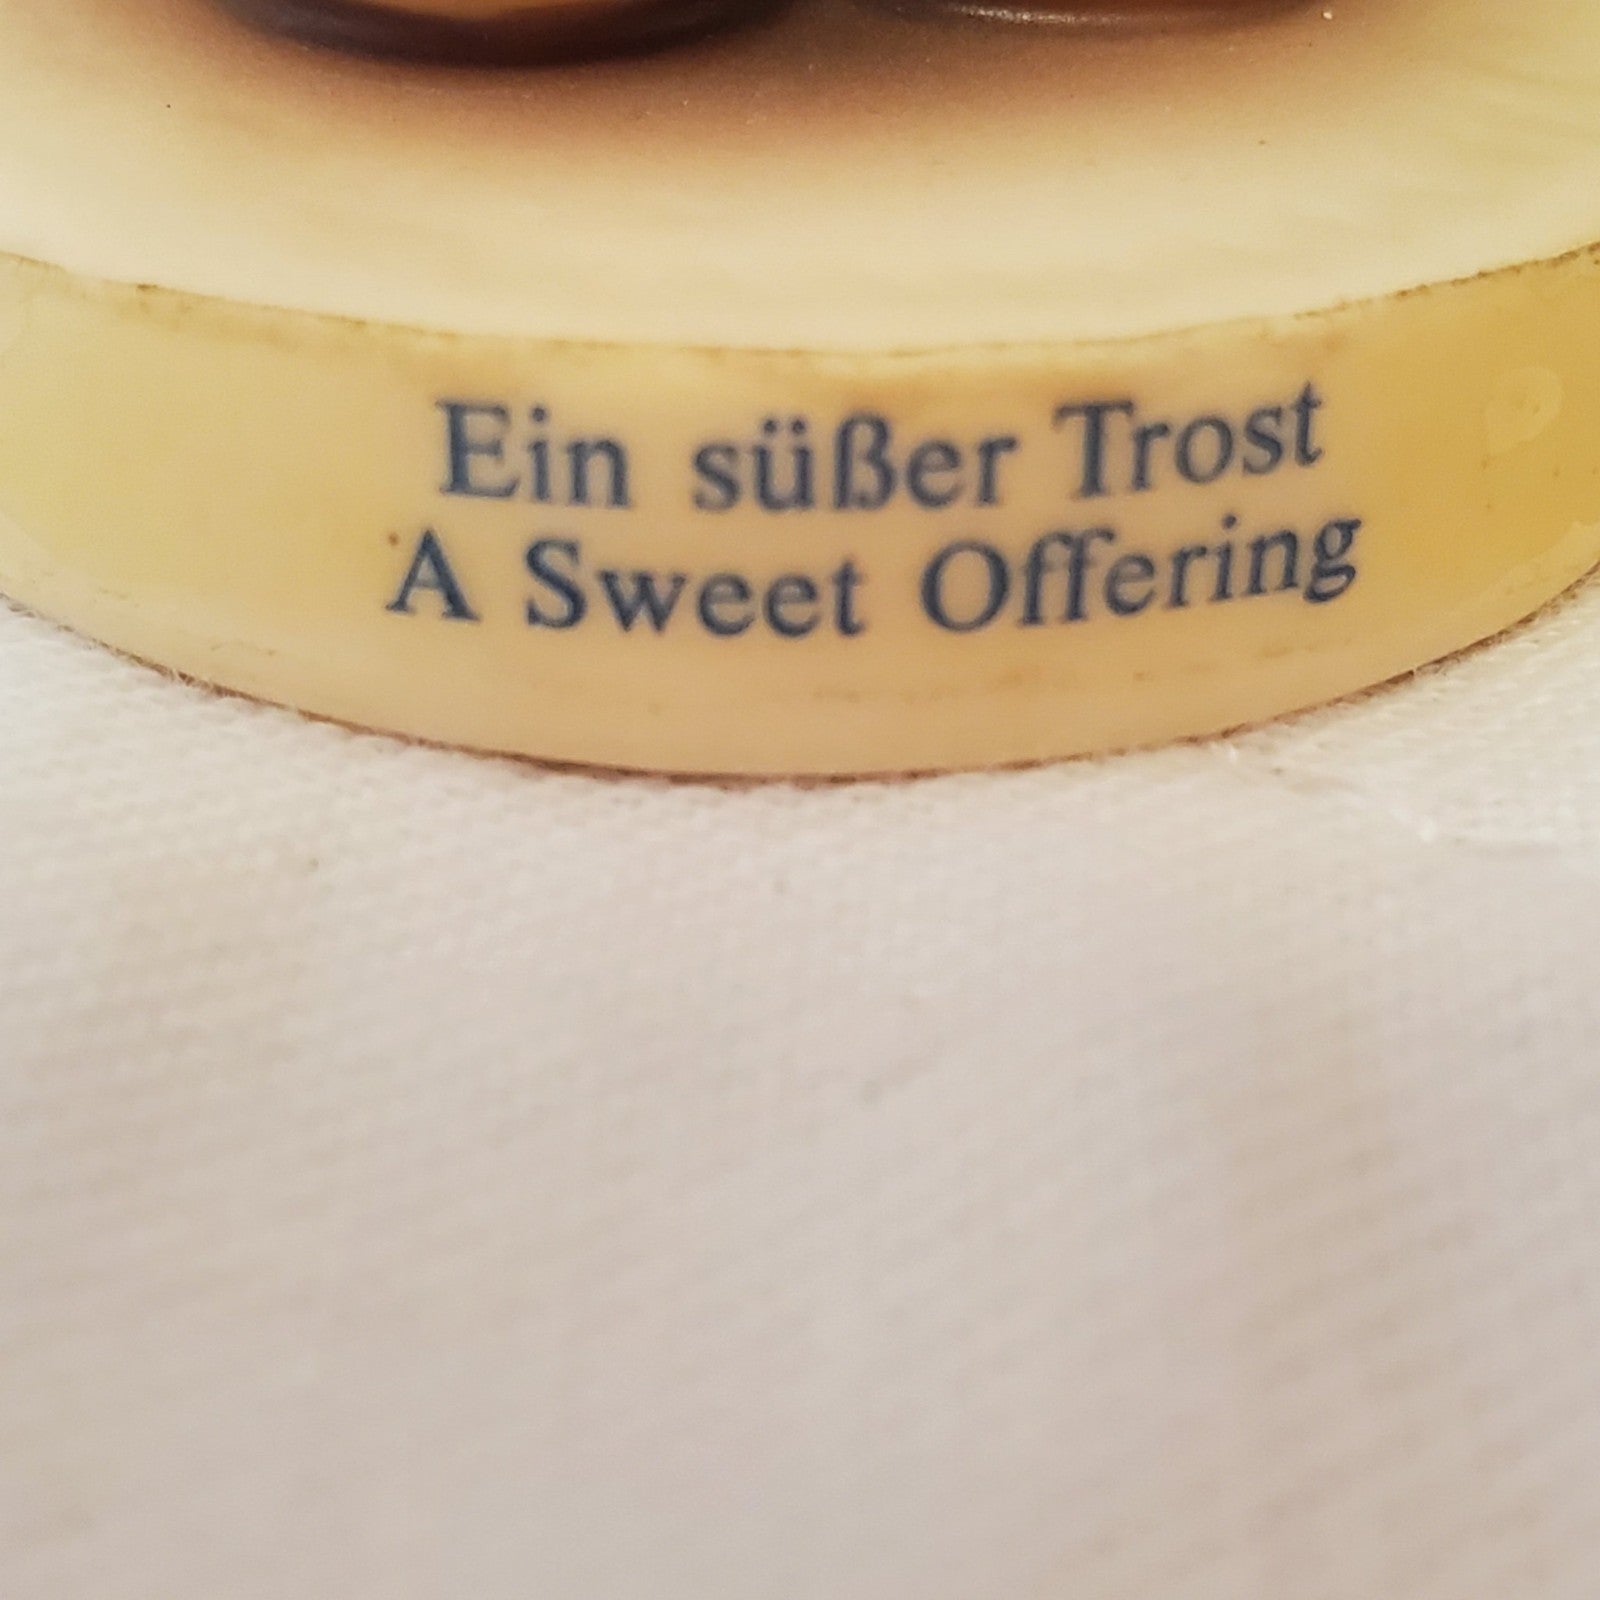 Ein süßer Trost
A Sweet Offering